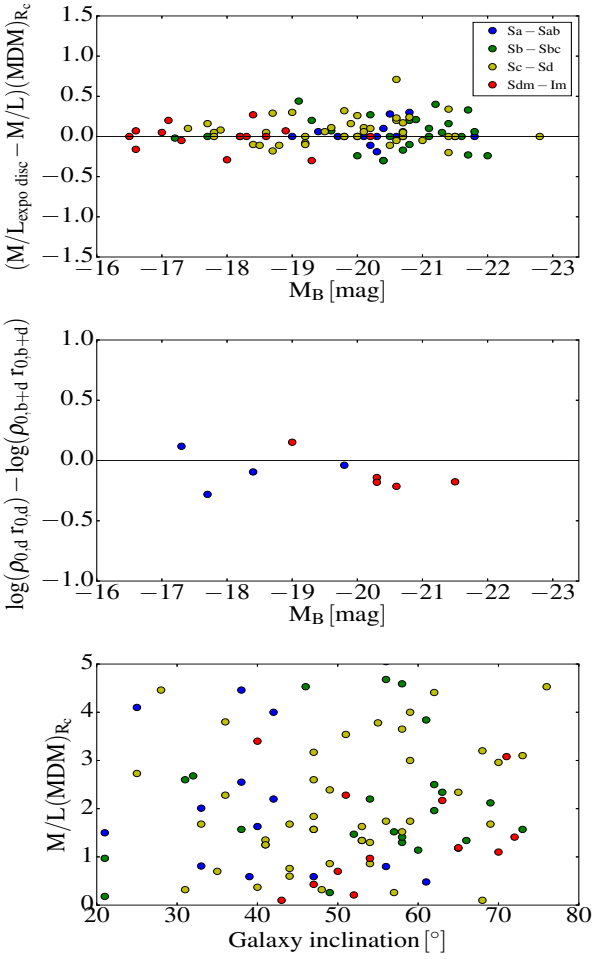 (M/L_expo disc − M/L) (MDM)_Rc
1.5
1.0
0.5
0.0
−0.5
−1.0
−1.5
Sa − Sab
Sb − Sbc
Sc − Sd
Sdm − Im
−16 −17 −18 −19 −20 −21 −22 −23
M_B [mag]
log(ρ_0,d r_0,d) − log(ρ_0,b+d r_0,b+d)
1.0
0.5
0.0
−0.5
−1.0
−16 −17 −18 −19 −20 −21 −22 −23
M_B [mag]
M/L(MDM)_Rc
5
4
3
2
1
0
20 30 40 50 60 70 80
Galaxy inclination [°]